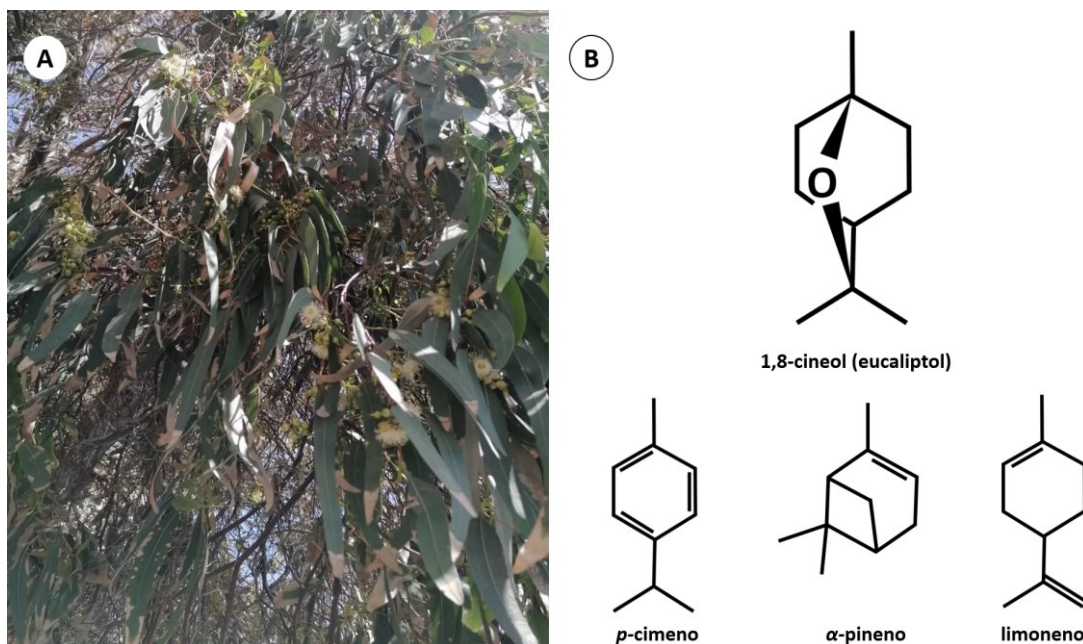 A
B
O
1,8-cineol (eucaliptol)
p-cimeno
α-pineno
limoneno